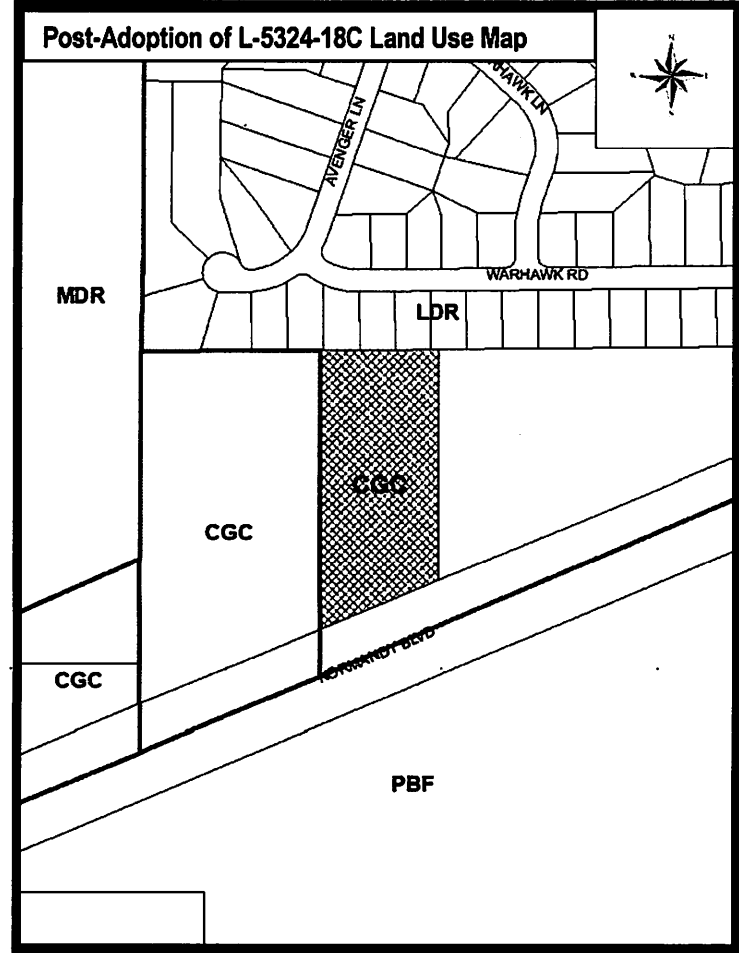 Post-Adoption of L-5324-18C Land Use Map
N
AVENGER LN
RHAWK LN
MDR
WARHAWK RD
LDR
CGC
CGC
NORMANDY BLVD
CGC
PBF